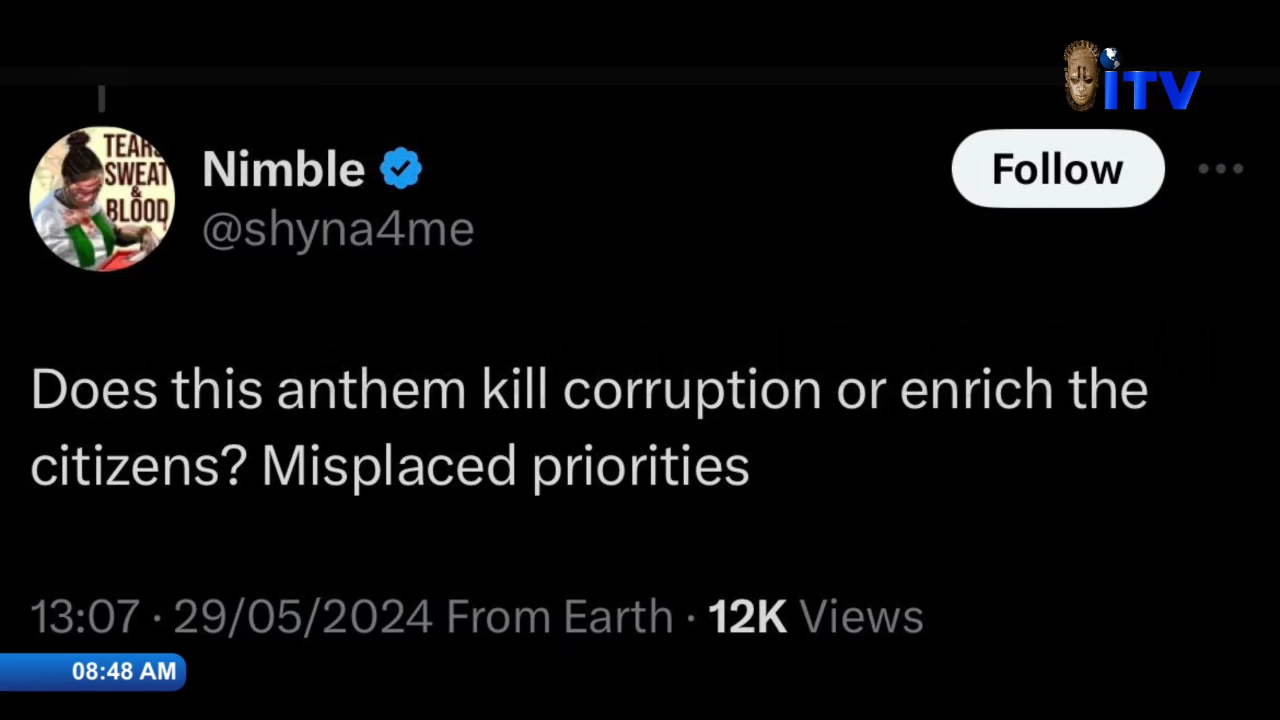 iTV
TEARS
SWEAT
&
BLOOD
Nimble
@shyna4me
Follow
Does this anthem kill corruption or enrich the
citizens? Misplaced priorities
13:07 · 29/05/2024 From Earth · 12K Views
08:48 AM